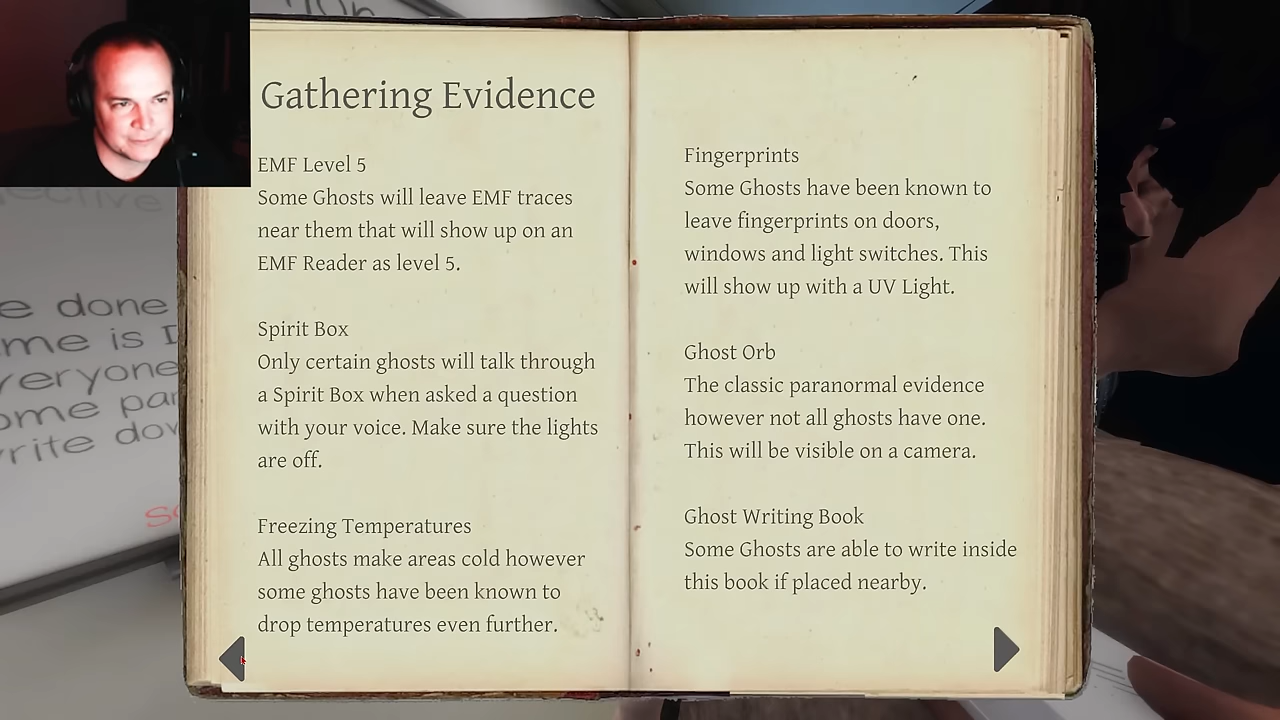 Gathering Evidence
EMF Level 5
Some Ghosts will leave EMF traces
near them that will show up on an
EMF Reader as level 5.
Spirit Box
Only certain ghosts will talk through
a Spirit Box when asked a question
with your voice. Make sure the lights
are off.
Freezing Temperatures
All ghosts make areas cold however
some ghosts have been known to
drop temperatures even further.
Fingerprints
Some Ghosts have been known to
leave fingerprints on doors,
windows and light switches. This
will show up with a UV Light.
Ghost Orb
The classic paranormal evidence
however not all ghosts have one.
This will be visible on a camera.
Ghost Writing Book
Some Ghosts are able to write inside
this book if placed nearby.
done
is